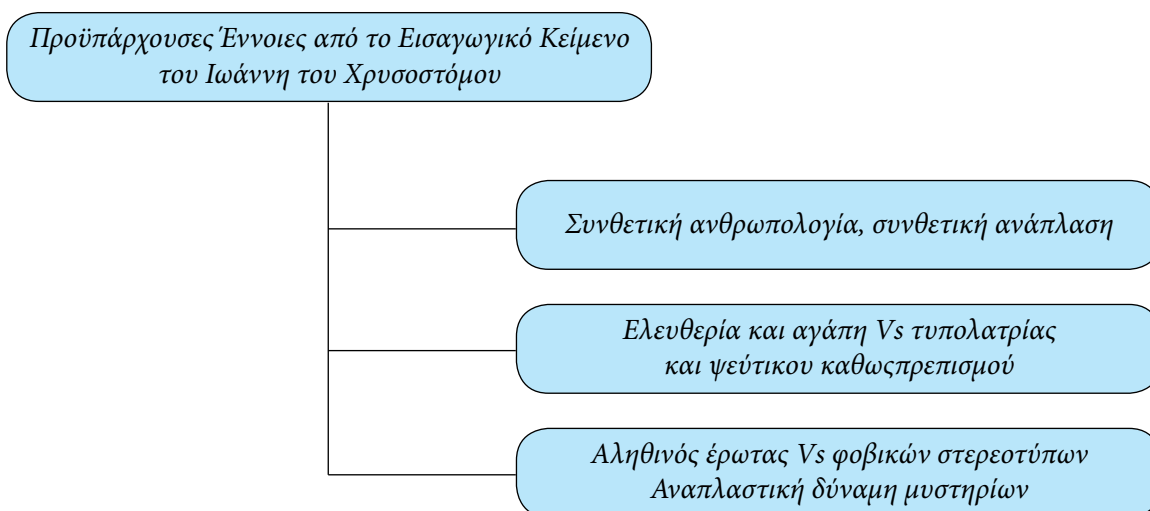 Προϋπάρχουσες Έννοιες από το Εισαγωγικό Κείμενο
του Ιωάννη του Χρυσοστόμου
Συνθετική ανθρωπολογία, συνθετική ανάπλαση
Ελευθερία και αγάπη Vs τυπολατρίας
και ψεύτικου καθωςπρεπισμού
Αληθινός έρωτας Vs φοβικών στερεοτύπων
Αναπλαστική δύναμη μυστηρίων